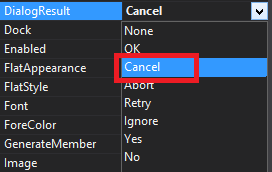 DialogResult Cancel
Dock None
Enabled OK
FlatAppearance Cancel
FlatStyle Abort
Font Retry
ForeColor Ignore
GenerateMember Yes
Image No